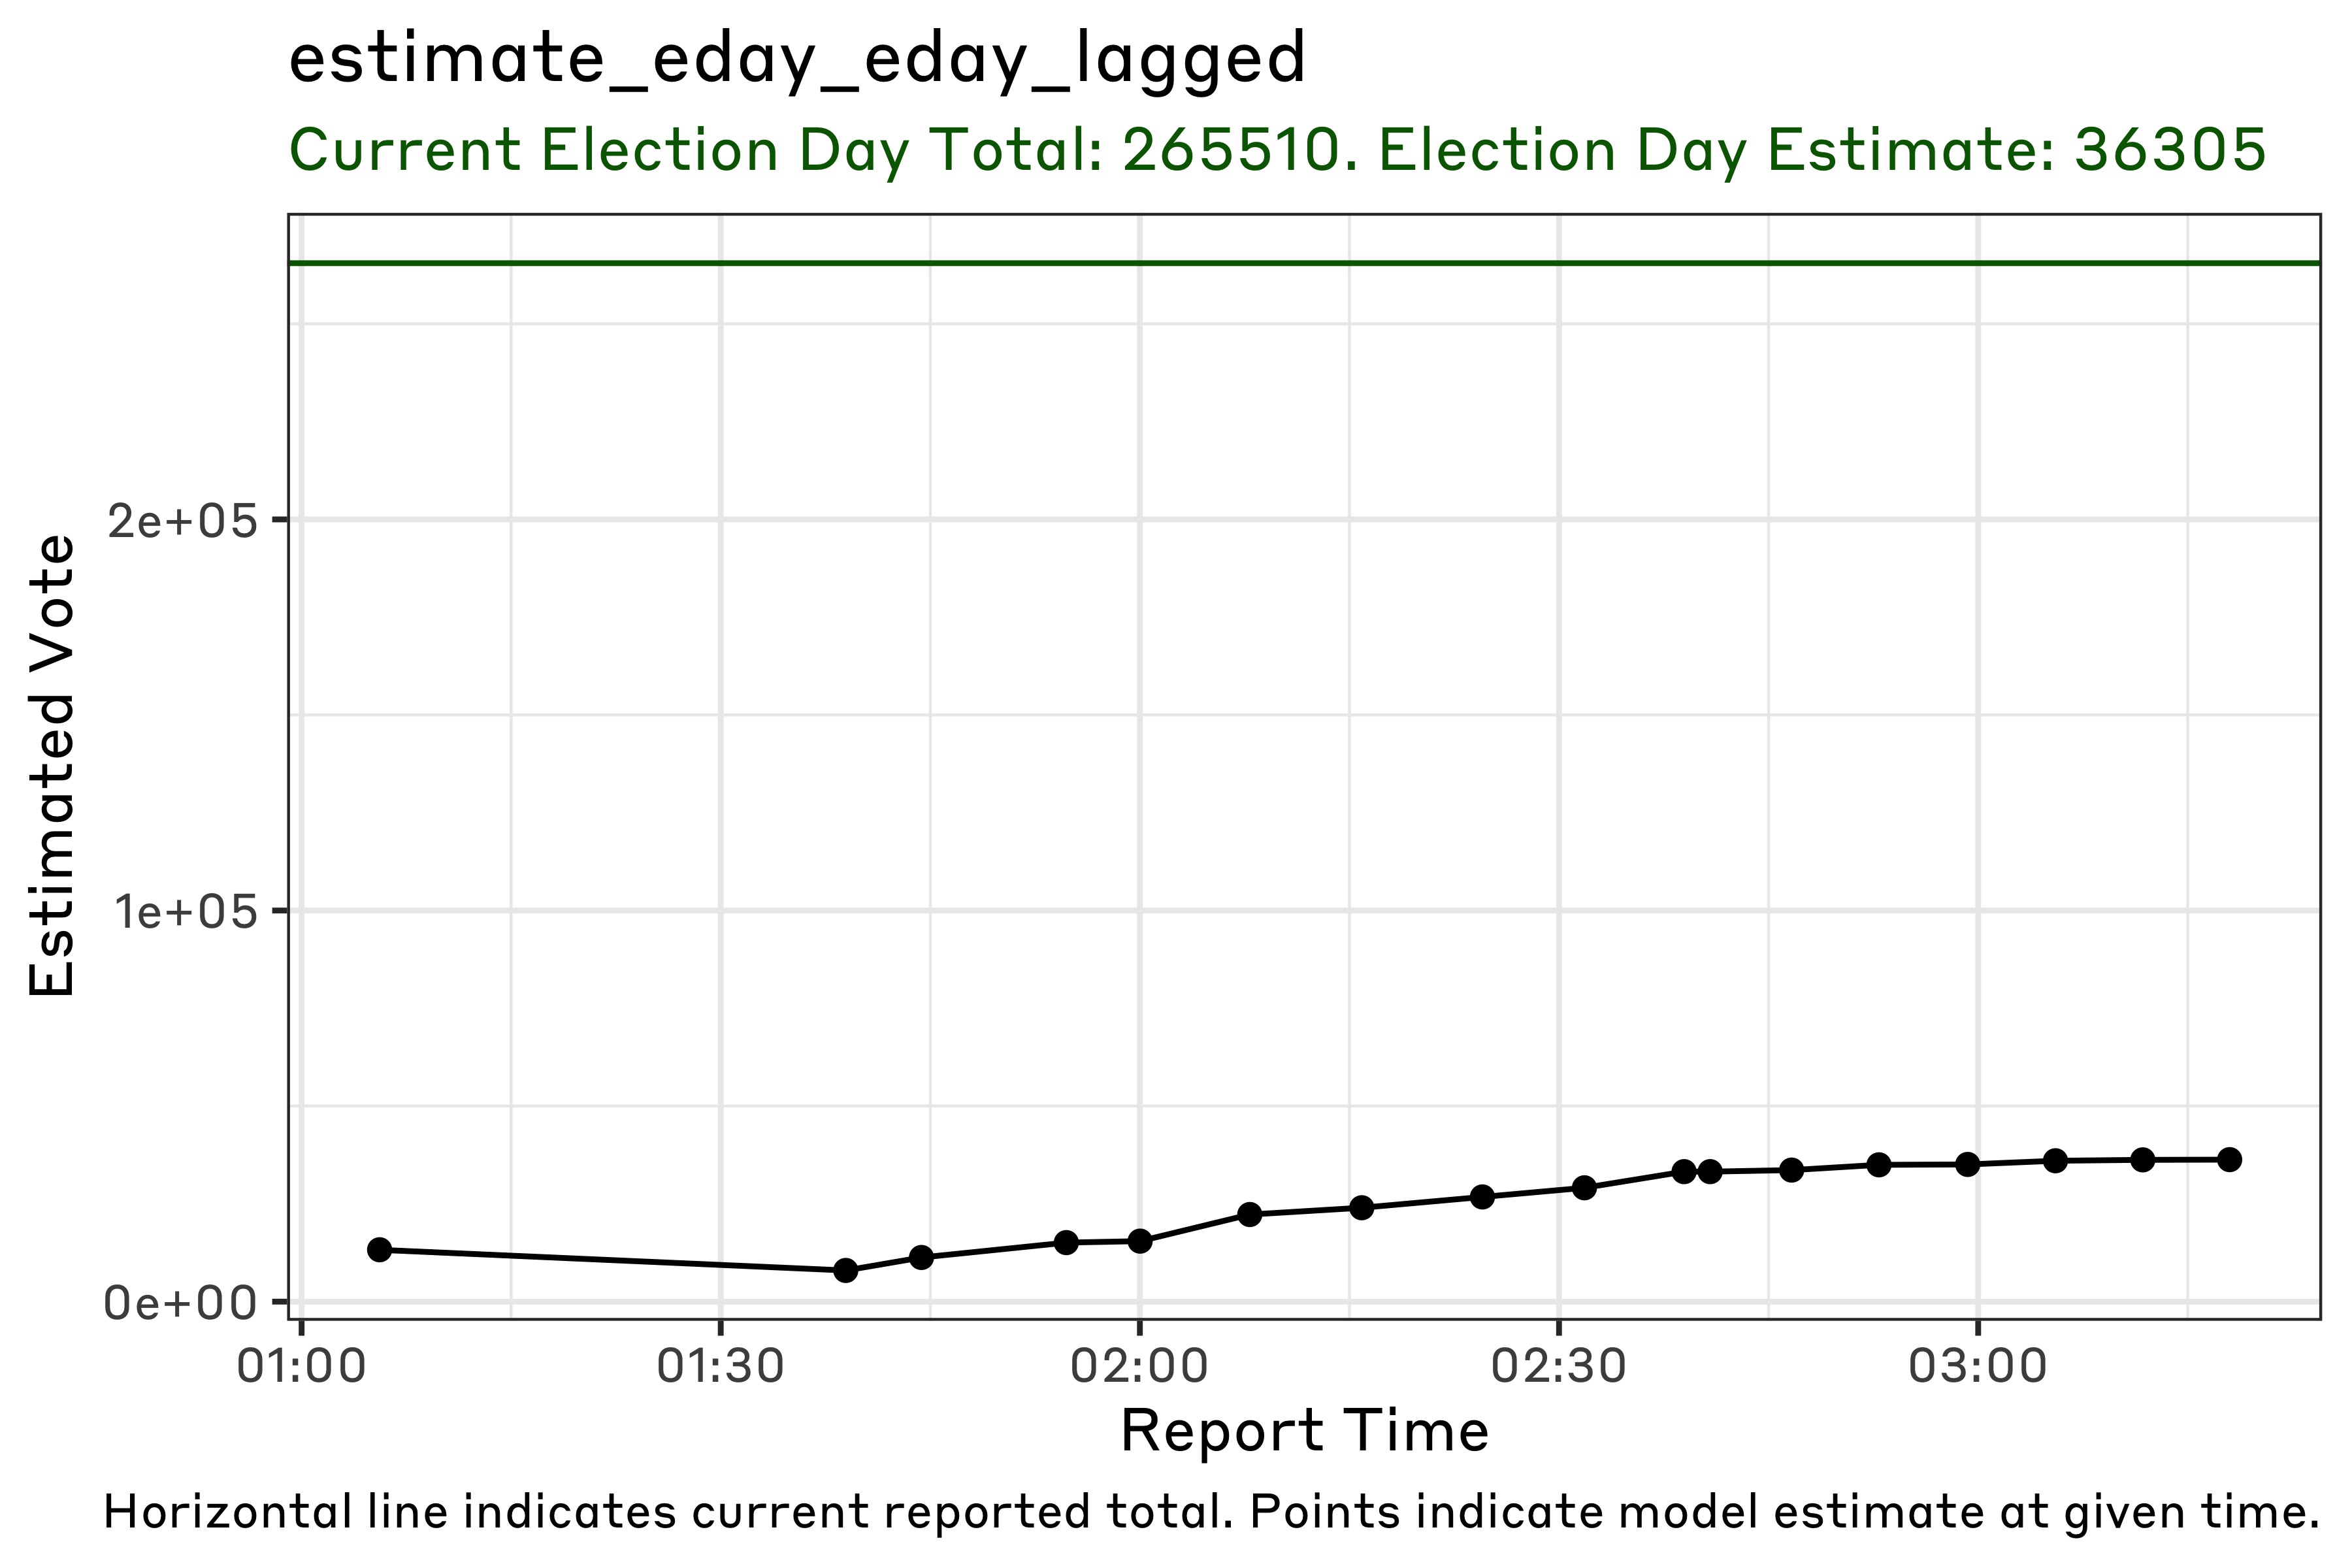 estimate_eday_eday_lagged
Current Election Day Total: 265510. Election Day Estimate: 36305
Estimated Vote
2e+05
1e+05
0e+00
01:00 01:30 02:00 02:30 03:00
Report Time
Horizontal line indicates current reported total. Points indicate model estimate at given time.